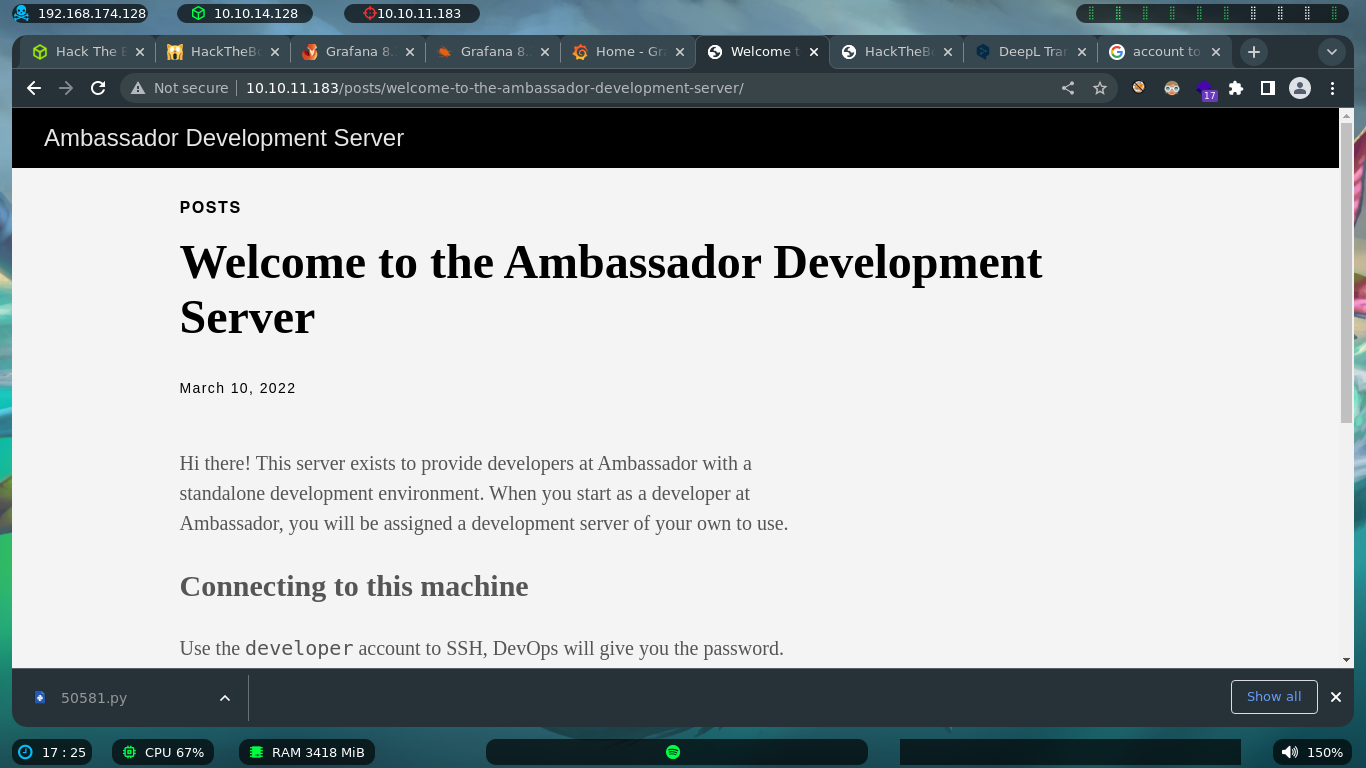 192.168.174.128 10.10.14.128 10.10.11.183
Hack The HackTheBo Grafana 8. Grafana 8. Home - Gr Welcome t HackTheB DeepL Tran account to
Not secure 10.10.11.183/posts/welcome-to-the-ambassador-development-server/ 17
Ambassador Development Server
POSTS
Welcome to the Ambassador Development
Server
March 10, 2022
Hi there! This server exists to provide developers at Ambassador with a
standalone development environment. When you start as a developer at
Ambassador, you will be assigned a development server of your own to use.
Connecting to this machine
Use the developer account to SSH, DevOps will give you the password.
50581.py Show all
17 : 25 CPU 67% RAM 3418 MiB 150%